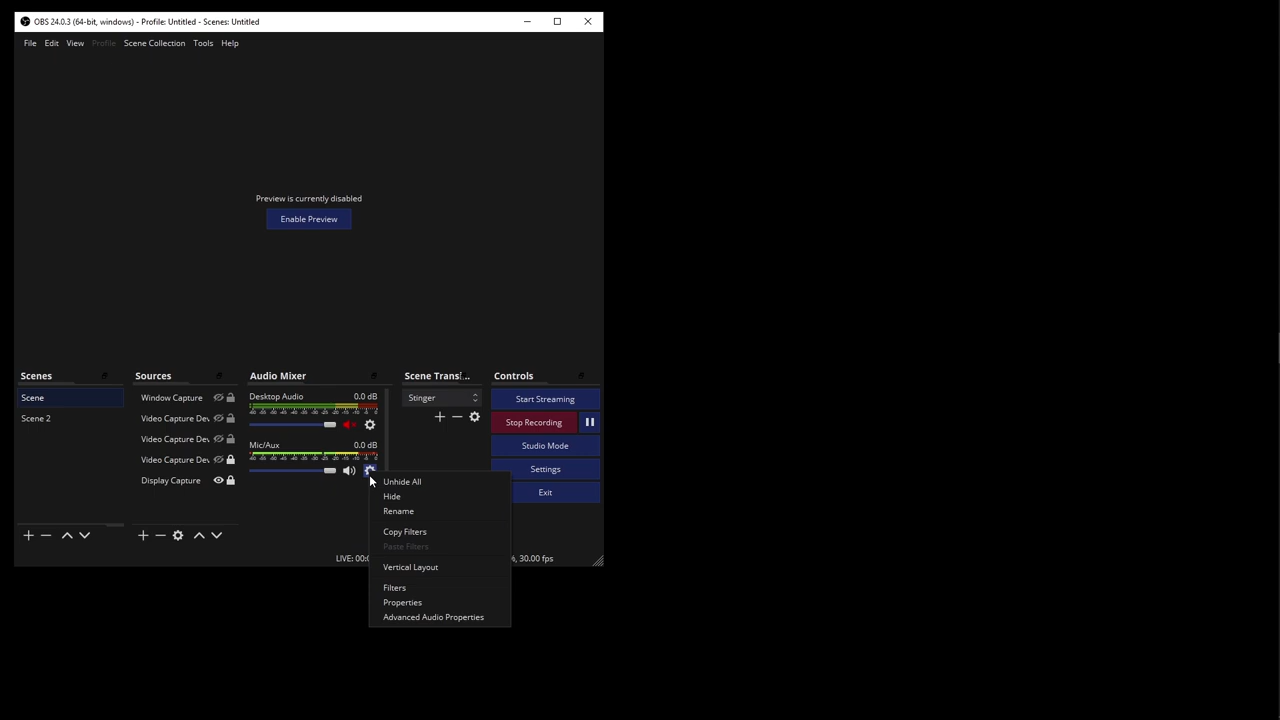 OBS 24.0.3 (64-bit, windows) - Profile: Untitled - Scenes: Untitled
File Edit View Profile Scene Collection Tools Help
Preview is currently disabled
Enable Preview
Scenes
Scene
Scene 2
Sources
Window Capture
Video Capture Dev
Video Capture Dev
Video Capture Dev
Display Capture
Audio Mixer
Desktop Audio 0.0 dB
Mic/Aux 0.0 dB
Scene Transi...
Stinger
Controls
Start Streaming
Stop Recording
Studio Mode
Settings
Exit
Unhide All
Hide
Rename
Copy Filters
Paste Filters
Vertical Layout
Filters
Properties
Advanced Audio Properties
LIVE: 00:0 %, 30.00 fps